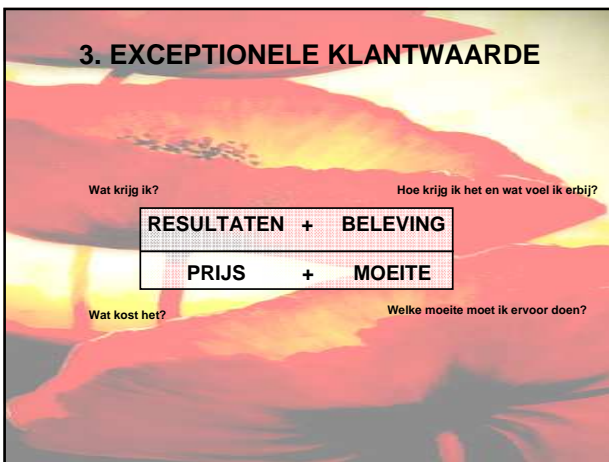 3. EXCEPTIONELE KLANTWAARDE
Wat krijg ik? Hoe krijg ik het en wat voel ik erbij?
RESULTATEN + BELEVING
PRIJS + MOEITE
Wat kost het? Welke moeite moet ik ervoor doen?